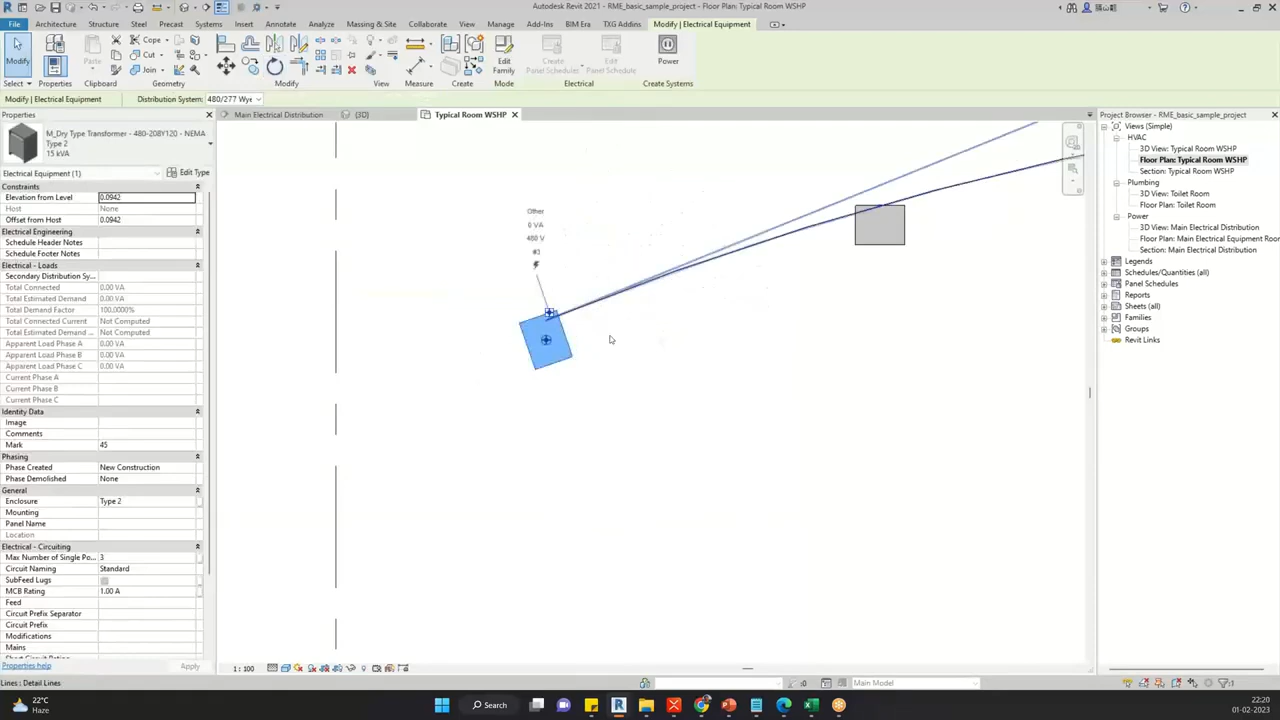 Autodesk Revit 2021 - RME_basic_sample_project - Floor Plan: Typical Room WSHP
File Architecture Structure Steel Precast Systems Insert Annotate Analyze Massing & Site Collaborate View Manage Add-Ins BIM Era TXG Addins Modify | Electrical Equipment
Modify
Select
Properties
Paste
Cope
Cut
Join
Edit
Family
Create
Panel Schedules
Edit
Panel Schedule
Power
Properties Clipboard Geometry Modify View Measure Create Mode Electrical Create Systems
Modify | Electrical Equipment Distribution System: 480/277 Wye
Properties
M_Dry Type Transformer - 480-208Y120 - NEMA
Type 2
15 kVA
Electrical Equipment (1) Edit Type
Constraints
Elevation from Level 0.0942
Host None
Offset from Host 0.0942
Electrical Engineering
Schedule Header Notes
Schedule Footer Notes
Electrical - Loads
Secondary Distribution Sy...
Total Connected 0.00 VA
Total Estimated Demand 0.00 VA
Total Demand Factor 100.0000%
Total Connected Current Not Computed
Total Estimated Demand ... Not Computed
Apparent Load Phase A 0.00 VA
Apparent Load Phase B 0.00 VA
Apparent Load Phase C 0.00 VA
Current Phase A
Current Phase B
Current Phase C
Identity Data
Image
Comments
Mark 45
Phasing
Phase Created New Construction
Phase Demolished None
General
Enclosure Type 2
Mounting
Panel Name
Location
Electrical - Circuiting
Max Number of Single Po... 3
Circuit Naming Standard
SubFeed Lugs
MCB Rating 1.00 A
Feed
Circuit Prefix Separator
Circuit Prefix
Modifications
Mains
Properties help Apply
Main Electrical Distribution {3D} Typical Room WSHP
Other
0 VA
480 V
1 : 100
Main Model
Project Browser - RME_basic_sample_project
Views (Simple)
HVAC
3D View: Typical Room WSHP
Floor Plan: Typical Room WSHP
Section: Typical Room WSHP
Plumbing
3D View: Toilet Room
Floor Plan: Toilet Room
Power
3D View: Main Electrical Distribution
Floor Plan: Main Electrical Equipment Roor
Section: Main Electrical Distribution
Legends
Schedules/Quantities (all)
Panel Schedules
Reports
Sheets (all)
Families
Groups
Revit Links
Lines : Detail Lines
22°C
Haze
Search
22:20
01-02-2023